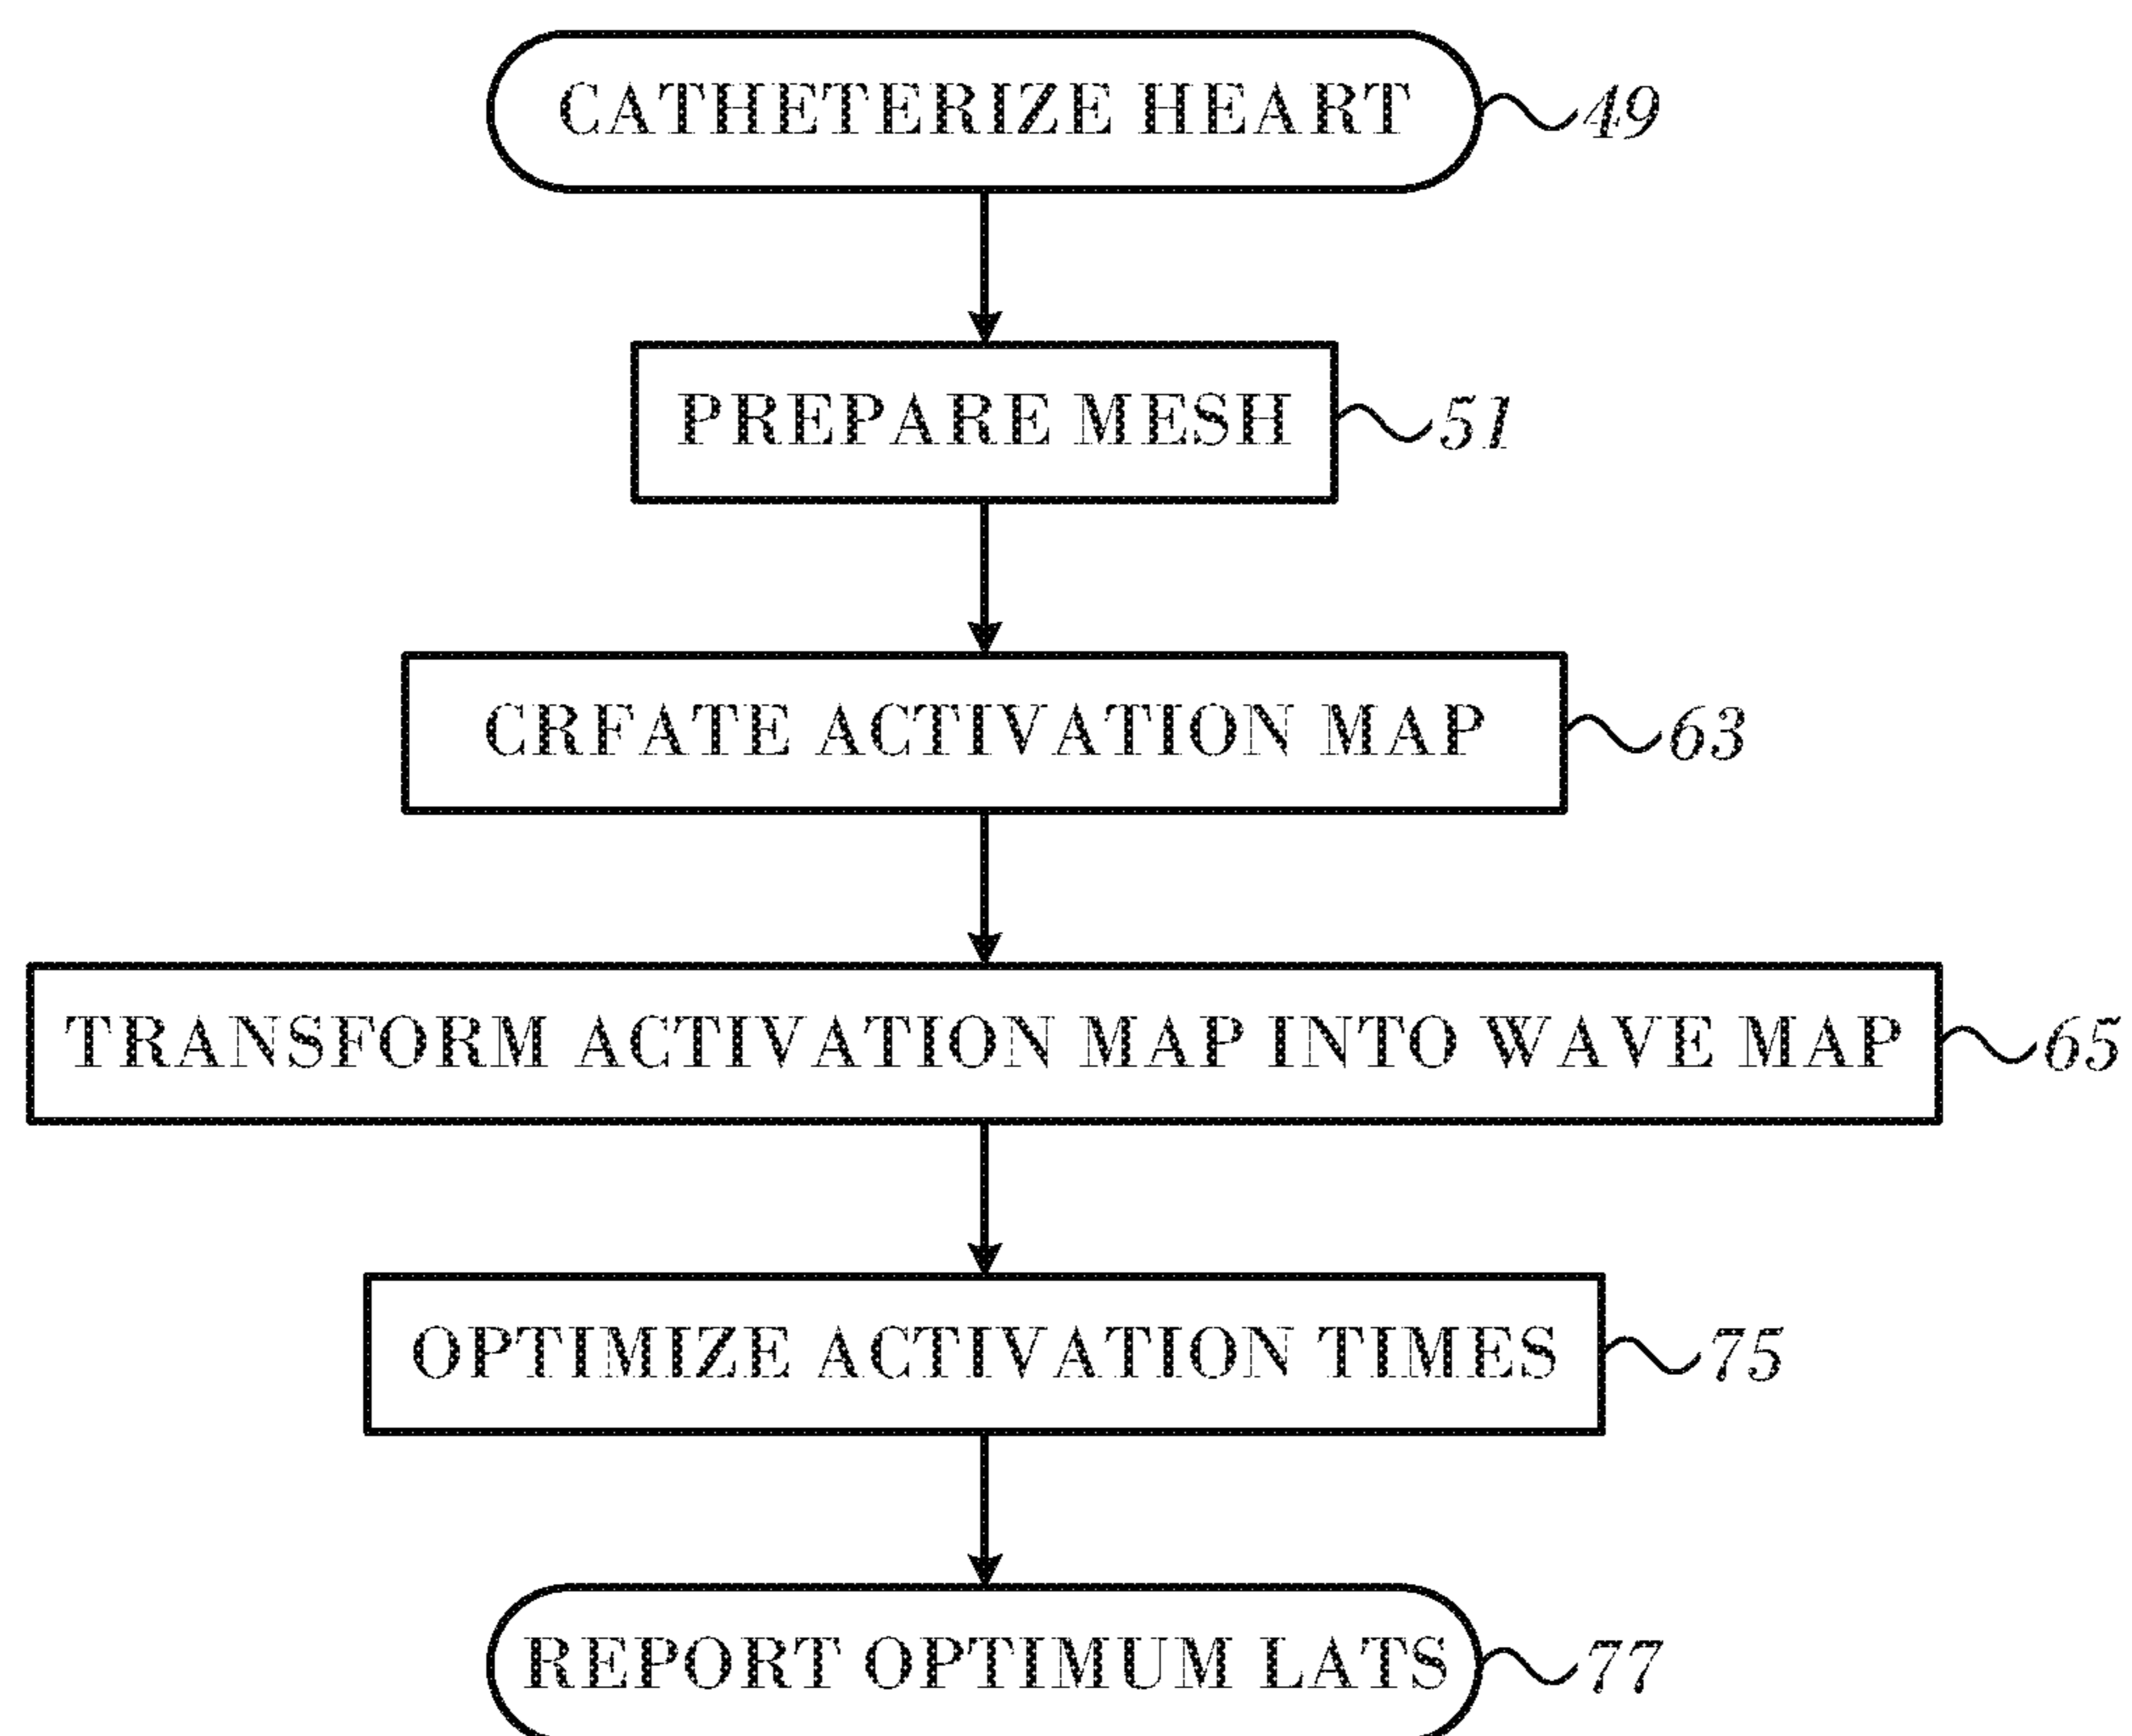 CATHETERIZE HEART 49
PREPARE MESH 51
CRFATE ACTIVATION MAP 63
TRANSFORM ACTIVATION MAP INTO WAVE MAP 65
OPTIMIZE ACTIVATION TIMES 75
REPORT OPTIMUM LATS 77